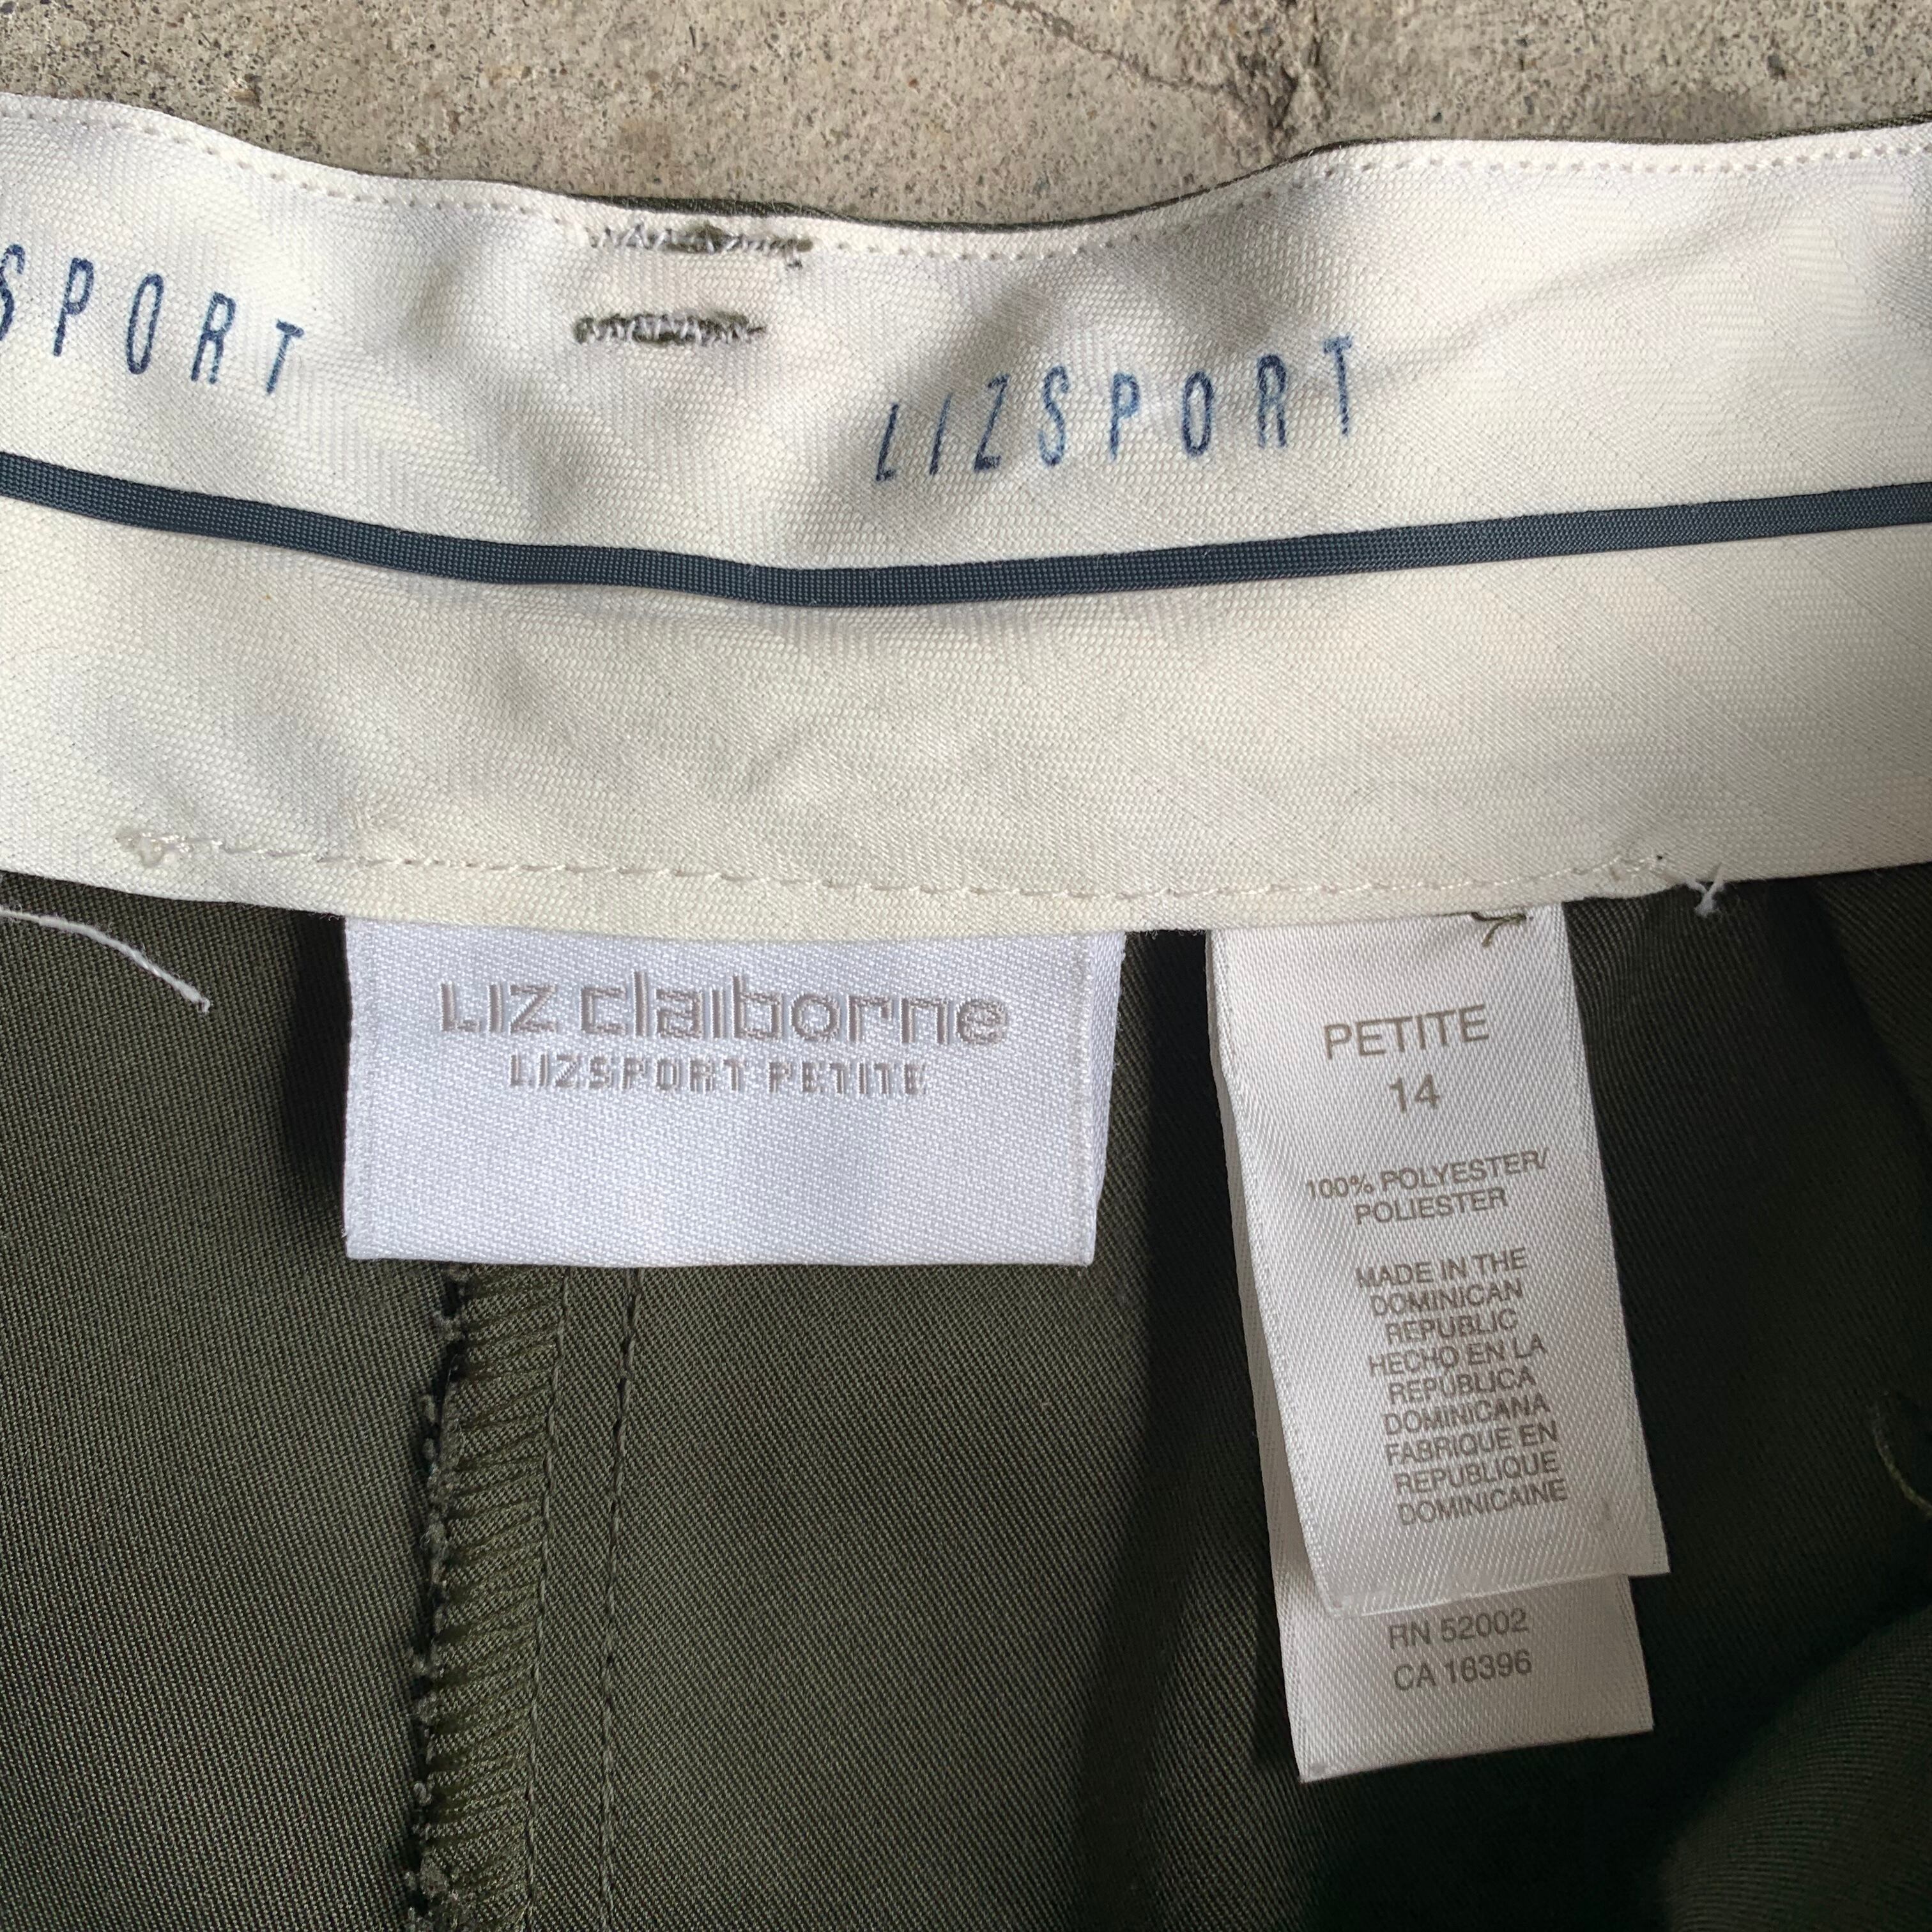 SPORT
LIZSPORT
Liz claiborne
LIZSPORT PETITE
PETITE
14
100% POLYESTER/
POLIESTER
MADE IN THE
DOMINICAN
REPUBLIC
HECHO EN LA
REPÚBLICA
DOMINICANA
FABRIQUE EN
REPUBLIQUE
DOMINICAINE
RN 52002
CA 16396